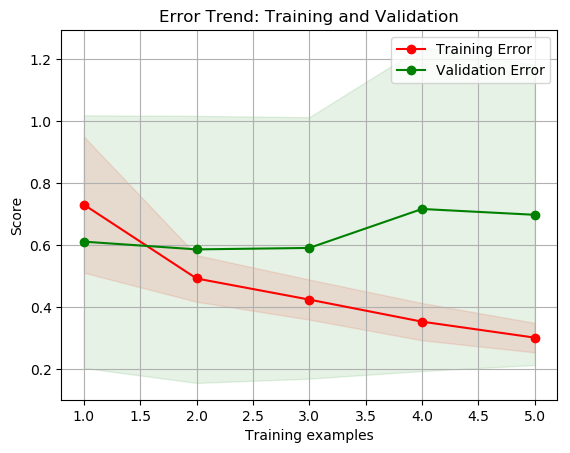 Error Trend: Training and Validation
Training Error
Validation Error
Score
1.2
1.0
0.8
0.6
0.4
0.2
1.0 1.5 2.0 2.5 3.0 3.5 4.0 4.5 5.0
Training examples